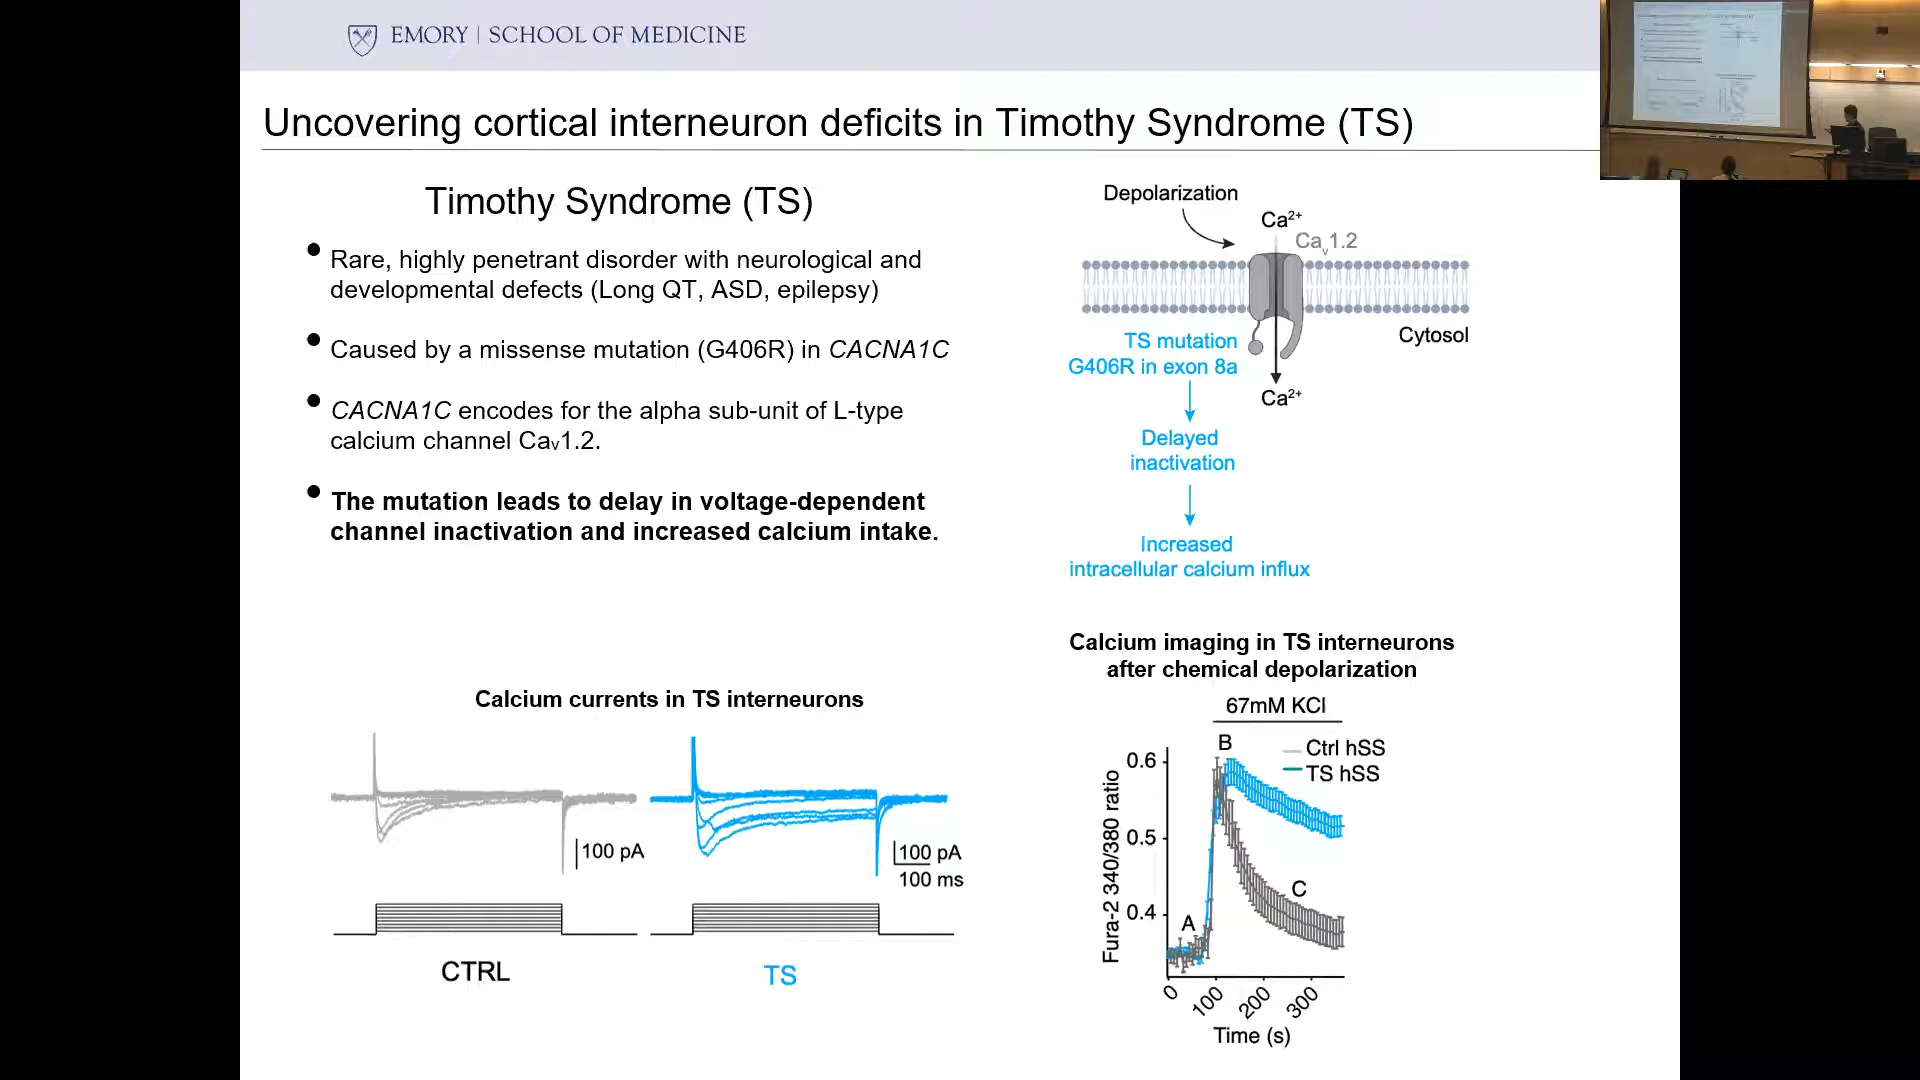 EMORY | SCHOOL OF MEDICINE
Uncovering cortical interneuron deficits in Timothy Syndrome (TS)
Timothy Syndrome (TS)
• Rare, highly penetrant disorder with neurological and
developmental defects (Long QT, ASD, epilepsy)
• Caused by a missense mutation (G406R) in CACNA1C
• CACNA1C encodes for the alpha sub-unit of L-type
calcium channel Cav1.2.
• The mutation leads to delay in voltage-dependent
channel inactivation and increased calcium intake.
Depolarization
Ca2+
Cav1.2
Cytosol
TS mutation
G406R in exon 8a
Ca2+
Delayed
inactivation
Increased
intracellular calcium influx
Calcium currents in TS interneurons
100 pA
100 pA
100 ms
CTRL
TS
Calcium imaging in TS interneurons
after chemical depolarization
67mM KCl
B
Ctrl hSS
TS hSS
0.6
0.5
0.4
Fura-2 340/380 ratio
A
C
0
100
200
300
Time (s)